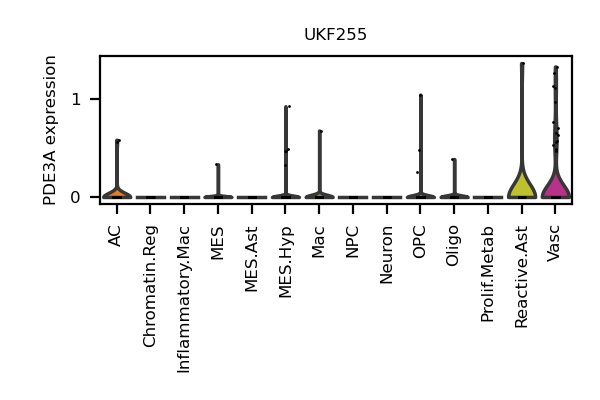 UKF255
PDE3A expression
1
0
AC
Chromatin.Reg
Inflammatory.Mac
MES
MES.Ast
MES.Hyp
Mac
NPC
Neuron
OPC
Oligo
Prolif.Metab
Reactive.Ast
Vasc